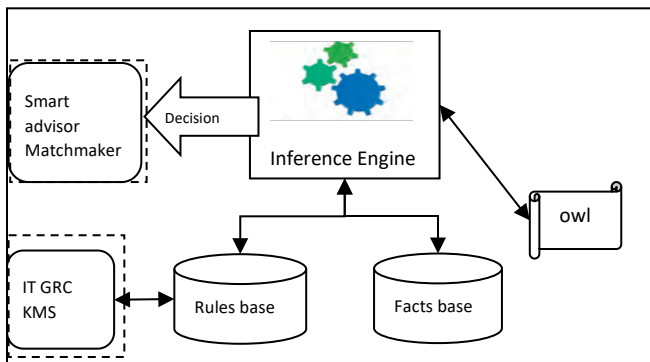 Smart
advisor
Matchmaker
Decision
Inference Engine
owl
IT GRC
KMS
Rules base
Facts base